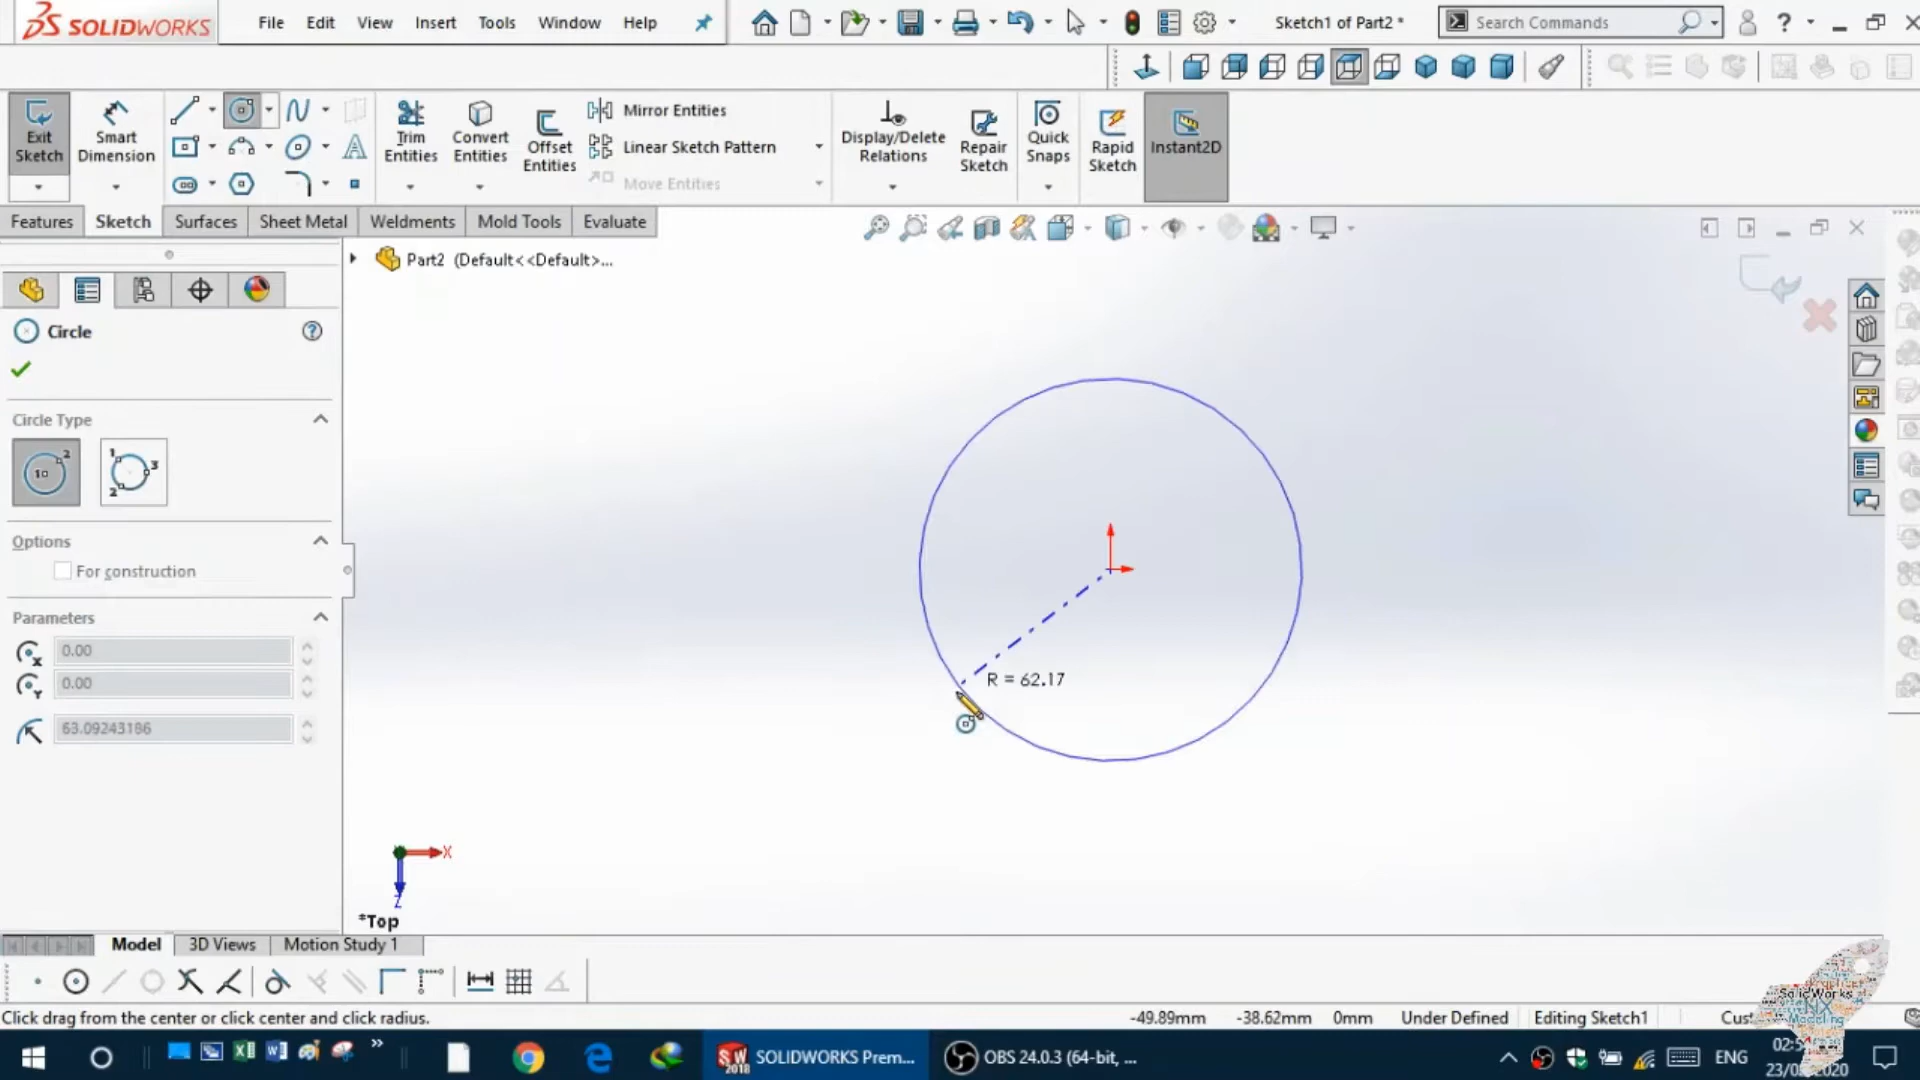 SOLIDWORKS
File Edit View Insert Tools Window Help
Sketch1 of Part2 *
Search Commands
Exit Sketch
Smart Dimension
Trim Entities
Convert Entities
Offset Entities
Mirror Entities
Linear Sketch Pattern
Move Entities
Display/Delete Relations
Repair Sketch
Quick Snaps
Rapid Sketch
Instant2D
Features Sketch Surfaces Sheet Metal Weldments Mold Tools Evaluate
Part2 (Default<<Default>...
Circle
Circle Type
Options
For construction
Parameters
0.00
0.00
63.09243186
R = 62.17
X
Z
*Top
Model 3D Views Motion Study 1
SolidWorks
NX
Modeling
Click drag from the center or click center and click radius.
-49.89mm -38.62mm 0mm Under Defined Editing Sketch1
SW 2018 SOLIDWORKS Prem...
OBS 24.0.3 (64-bit, ...
ENG